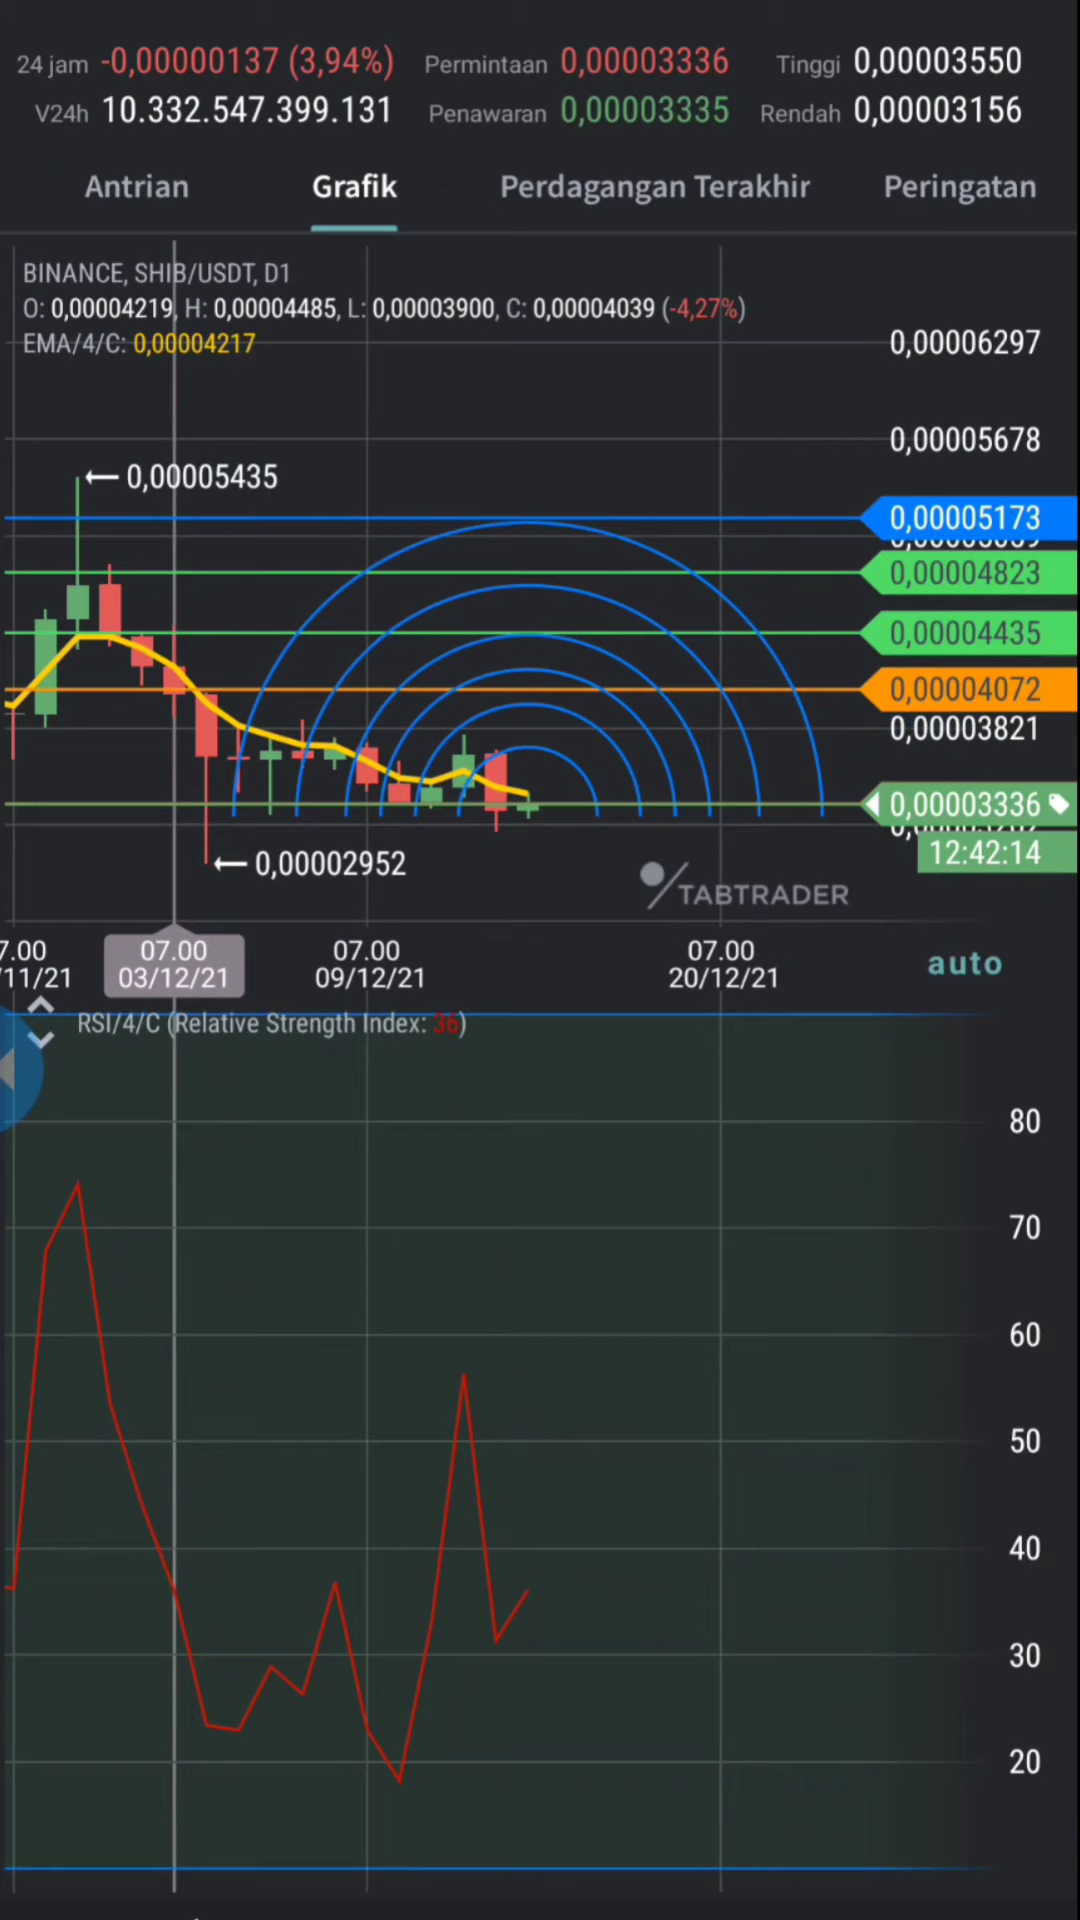 24 jam -0,00000137 (3,94%) Permintaan 0,00003336 Tinggi 0,00003550
V24h 10.332.547.399.131 Penawaran 0,00003335 Rendah 0,00003156
Antrian Grafik Perdagangan Terakhir Peringatan
BINANCE, SHIB/USDT, D1
O: 0,00004219, H: 0,00004485, L: 0,00003900, C: 0,00004039 (-4,27%)
EMA/4/C: 0,00004217
0,00006297
0,00005678
0,00005435
0,00005173
0,00004823
0,00004435
0,00004072
0,00003821
0,00003336
12:42:14
0,00002952
TABTRADER
7.00 07.00 07.00 07.00
/11/21 03/12/21 09/12/21 20/12/21
auto
RSI/4/C (Relative Strength Index: 36)
80
70
60
50
40
30
20